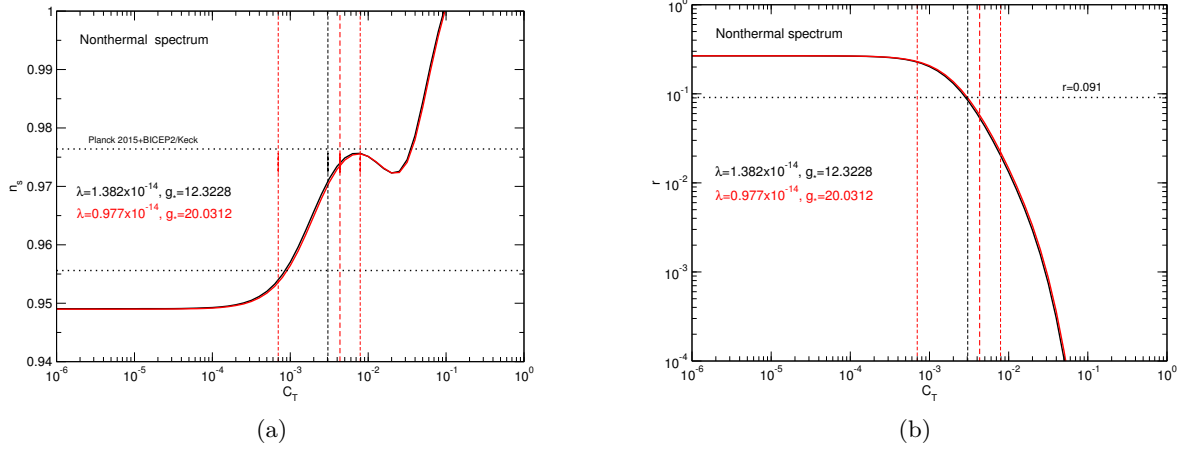 1
0.99
0.98
0.97
0.96
0.95
0.94
n_s
Nonthermal spectrum
Planck 2015+BICEP2/Keck
λ=1.382x10^-14, g_*=12.3228
λ=0.977x10^-14, g_*=20.0312
10^-6
10^-5
10^-4
10^-3
10^-2
10^-1
10^0
C_T
(a)
10^0
10^-1
10^-2
10^-3
10^-4
r
Nonthermal spectrum
r=0.091
λ=1.382x10^-14, g_*=12.3228
λ=0.977x10^-14, g_*=20.0312
10^-6
10^-5
10^-4
10^-3
10^-2
10^-1
10^0
C_T
(b)